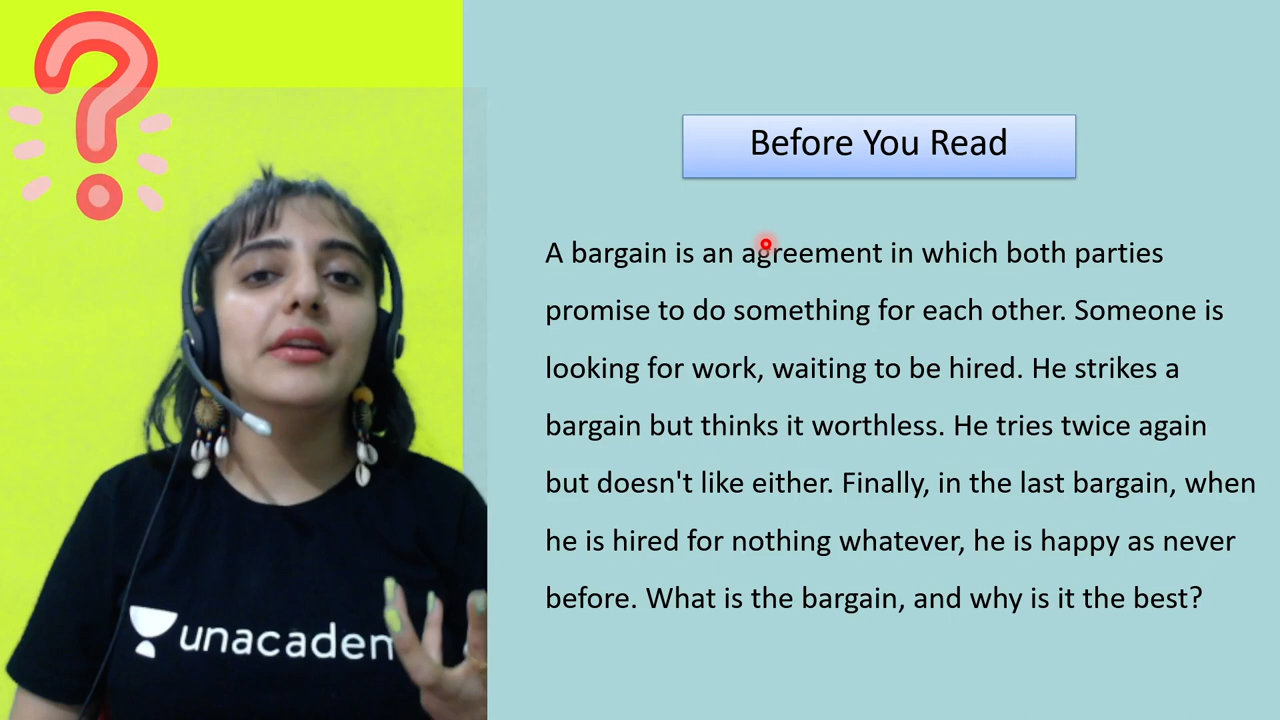 Before You Read
A bargain is an agreement in which both parties
promise to do something for each other. Someone is
looking for work, waiting to be hired. He strikes a
bargain but thinks it worthless. He tries twice again
but doesn't like either. Finally, in the last bargain, when
he is hired for nothing whatever, he is happy as never
before. What is the bargain, and why is it the best?
unacadem